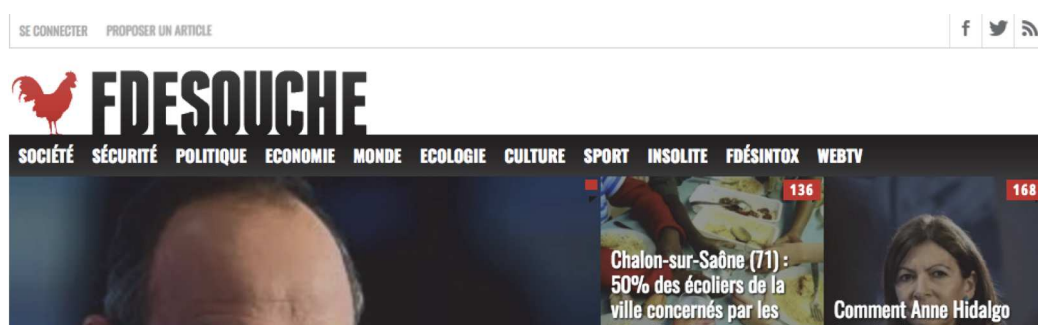 SE CONNECTER PROPOSER UN ARTICLE
FDESOUCHE
SOCIÉTÉ SÉCURITÉ POLITIQUE ECONOMIE MONDE ECOLOGIE CULTURE SPORT INSOLITE FDÉSINTOX WEBTV
136
168
Chalon-sur-Saône (71) :
50% des écoliers de la
ville concernés par les
Comment Anne Hidalgo